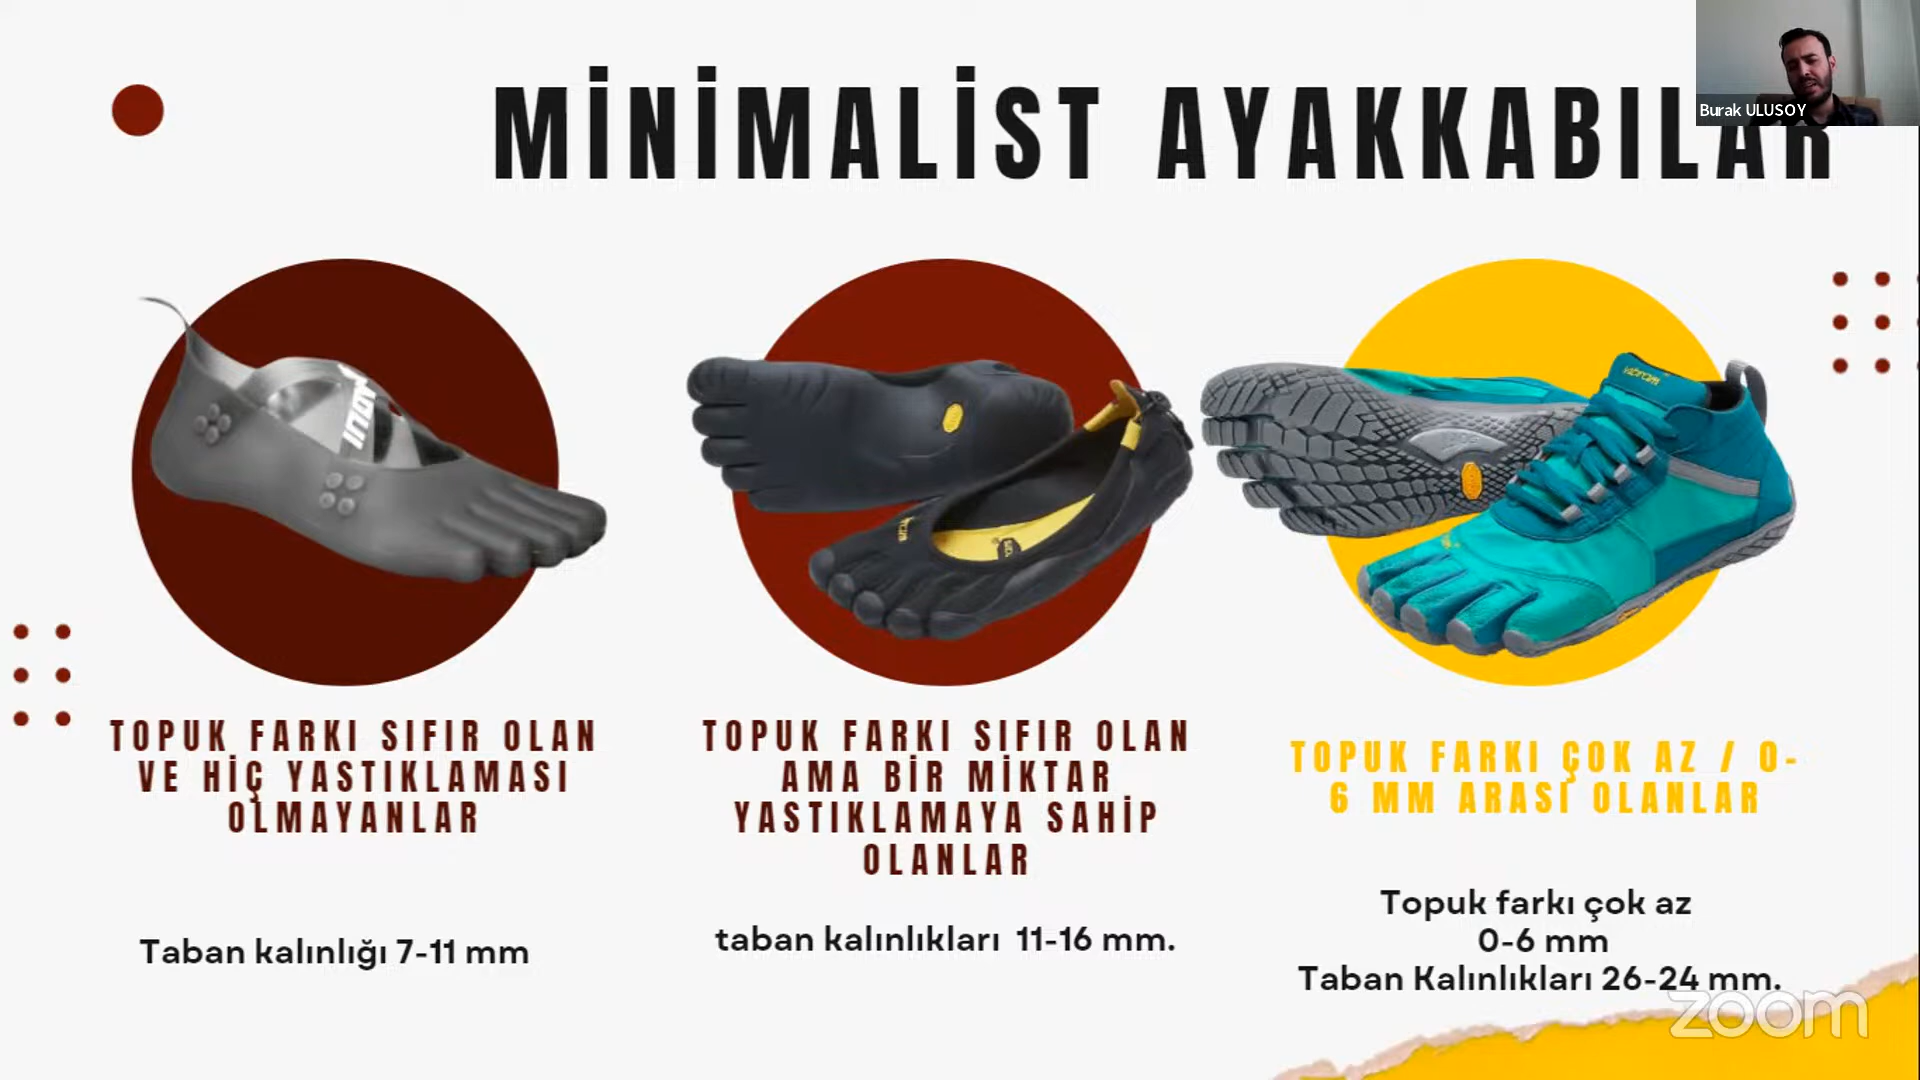 MİNİMALİST AYAKKABILAR
Burak ULUSOY
TOPUK FARKI SIFIR OLAN
VE HİÇ YASTIKLAMASI
OLMAYANLAR
Taban kalınlığı 7-11 mm
TOPUK FARKI SIFIR OLAN
AMA BİR MİKTAR
YASTIKLAMAYA SAHİP
OLANLAR
taban kalınlıkları 11-16 mm.
TOPUK FARKI ÇOK AZ / 0-
6 MM ARASI OLANLAR
Topuk farkı çok az
0-6 mm
Taban Kalınlıkları 26-24 mm.
zoom